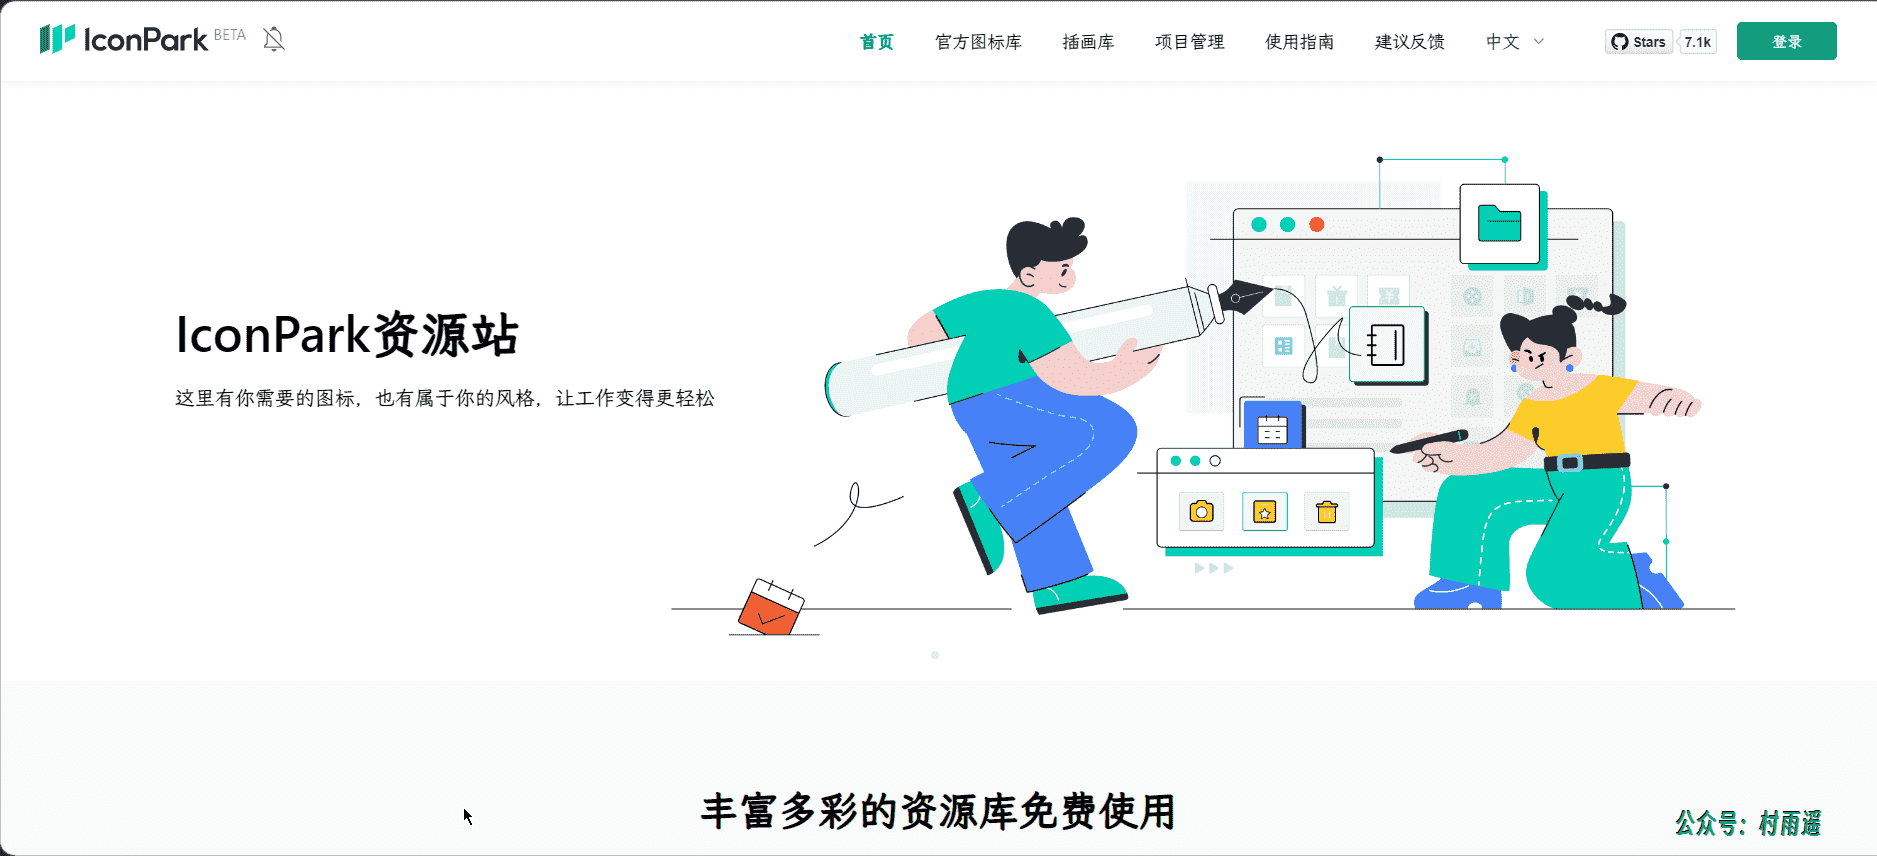 IconPark BETA
首页 官方图标库 插画库 项目管理 使用指南 建议反馈 中文 Stars 7.1k 登录
IconPark资源站
这里有你需要的图标，也有属于你的风格，让工作变得更轻松
丰富多彩的资源库免费使用
公众号：村雨遥